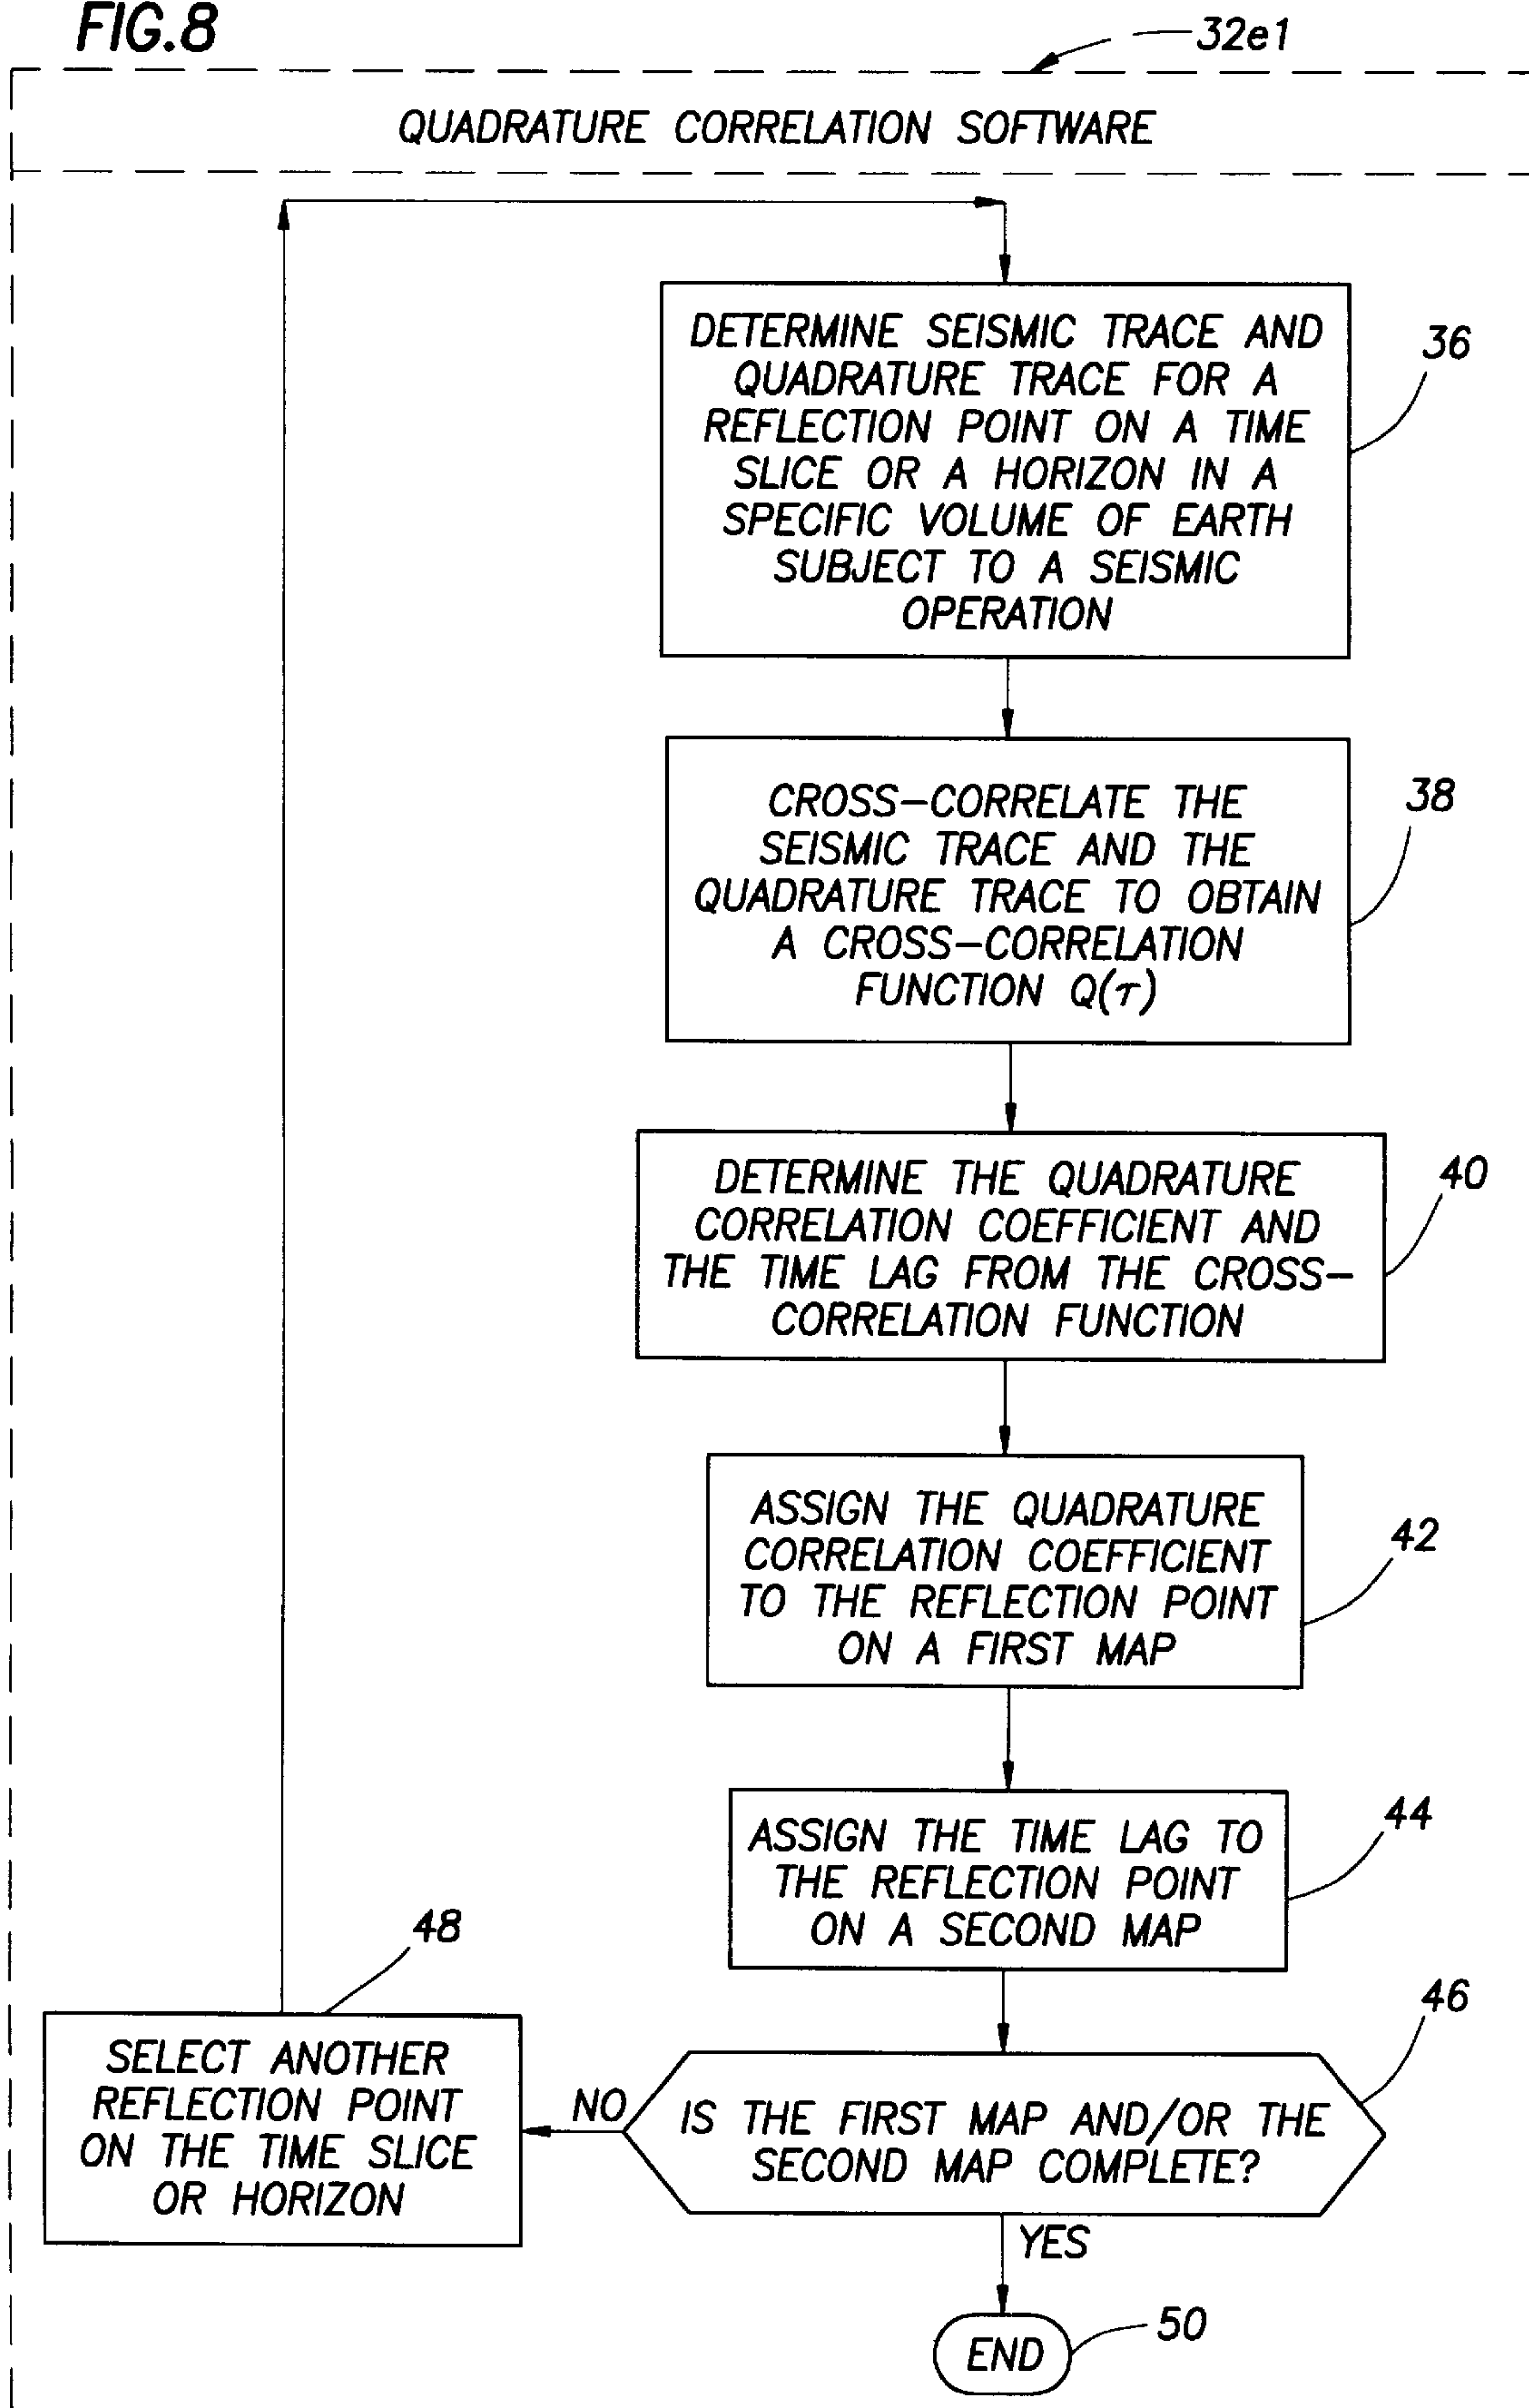 FIG.8
32e1
QUADRATURE CORRELATION SOFTWARE
DETERMINE SEISMIC TRACE AND
QUADRATURE TRACE FOR A
REFLECTION POINT ON A TIME
SLICE OR A HORIZON IN A
SPECIFIC VOLUME OF EARTH
SUBJECT TO A SEISMIC
OPERATION
36
CROSS-CORRELATE THE
SEISMIC TRACE AND THE
QUADRATURE TRACE TO OBTAIN
A CROSS-CORRELATION
FUNCTION Q(τ)
38
DETERMINE THE QUADRATURE
CORRELATION COEFFICIENT AND
THE TIME LAG FROM THE CROSS-
CORRELATION FUNCTION
40
ASSIGN THE QUADRATURE
CORRELATION COEFFICIENT
TO THE REFLECTION POINT
ON A FIRST MAP
42
ASSIGN THE TIME LAG TO
THE REFLECTION POINT
ON A SECOND MAP
44
IS THE FIRST MAP AND/OR THE
SECOND MAP COMPLETE?
46
NO
SELECT ANOTHER
REFLECTION POINT
ON THE TIME SLICE
OR HORIZON
48
YES
END
50